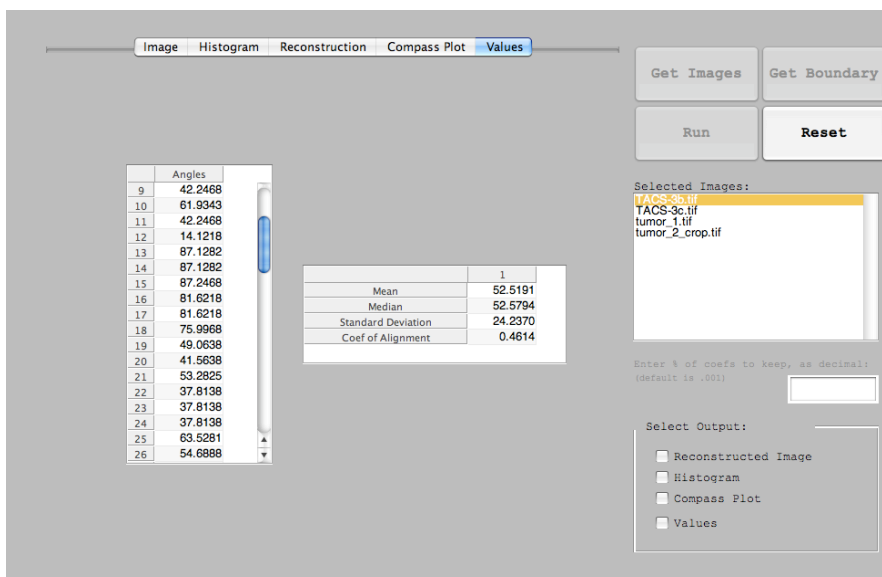 Image Histogram Reconstruction Compass Plot Values
Get Images Get Boundary
Run Reset
Angles
9 42.2468
10 61.9343
11 42.2468
12 14.1218
13 87.1282
14 87.1282
15 87.2468
16 81.6218
17 81.6218
18 75.9968
19 49.0638
20 41.5638
21 53.2825
22 37.8138
23 37.8138
24 37.8138
25 63.5281
26 54.6888
1
Mean 52.5191
Median 52.5794
Standard Deviation 24.2370
Coef of Alignment 0.4614
Selected Images:
TACS-3b.tif
TACS-3c.tif
tumor_1.tif
tumor_2_crop.tif
Enter % of coefs to keep, as decimal:
(default is .001)
Select Output:
Reconstructed Image
Histogram
Compass Plot
Values